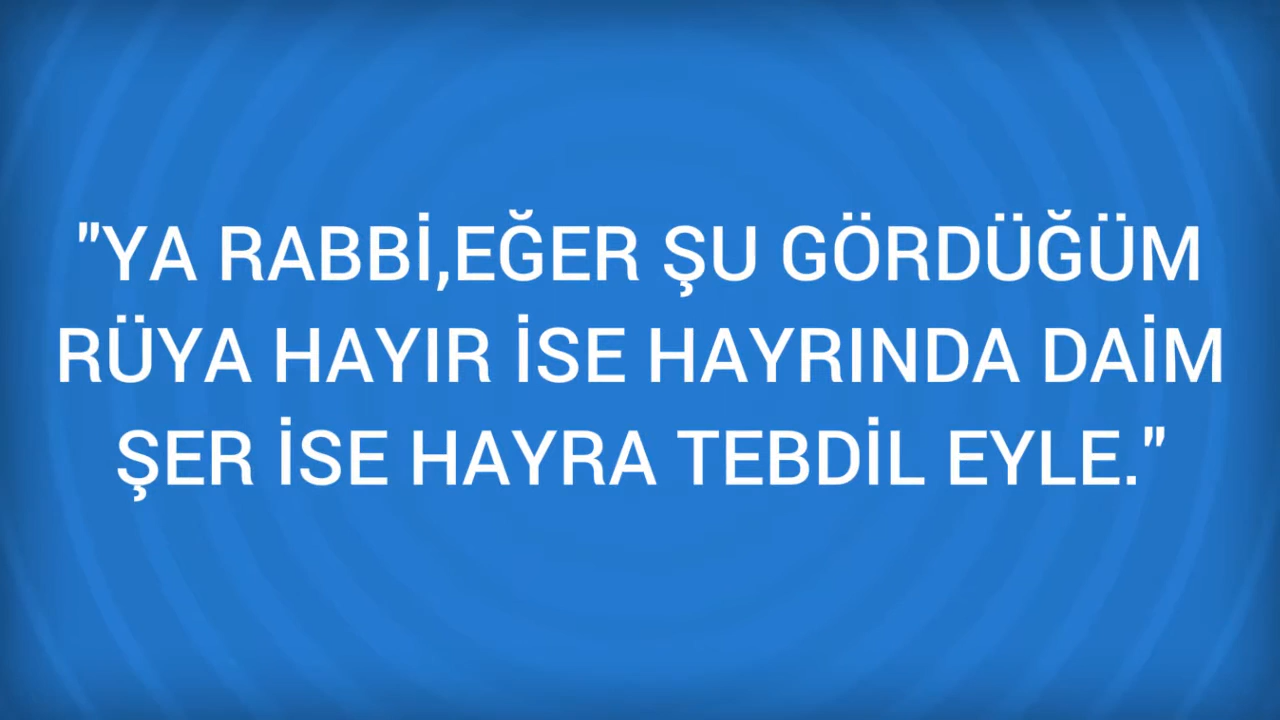 "YA RABBİ,EĞER ŞU GÖRDÜĞÜM
RÜYA HAYIR İSE HAYRINDA DAİM
ŞER İSE HAYRA TEBDİL EYLE."